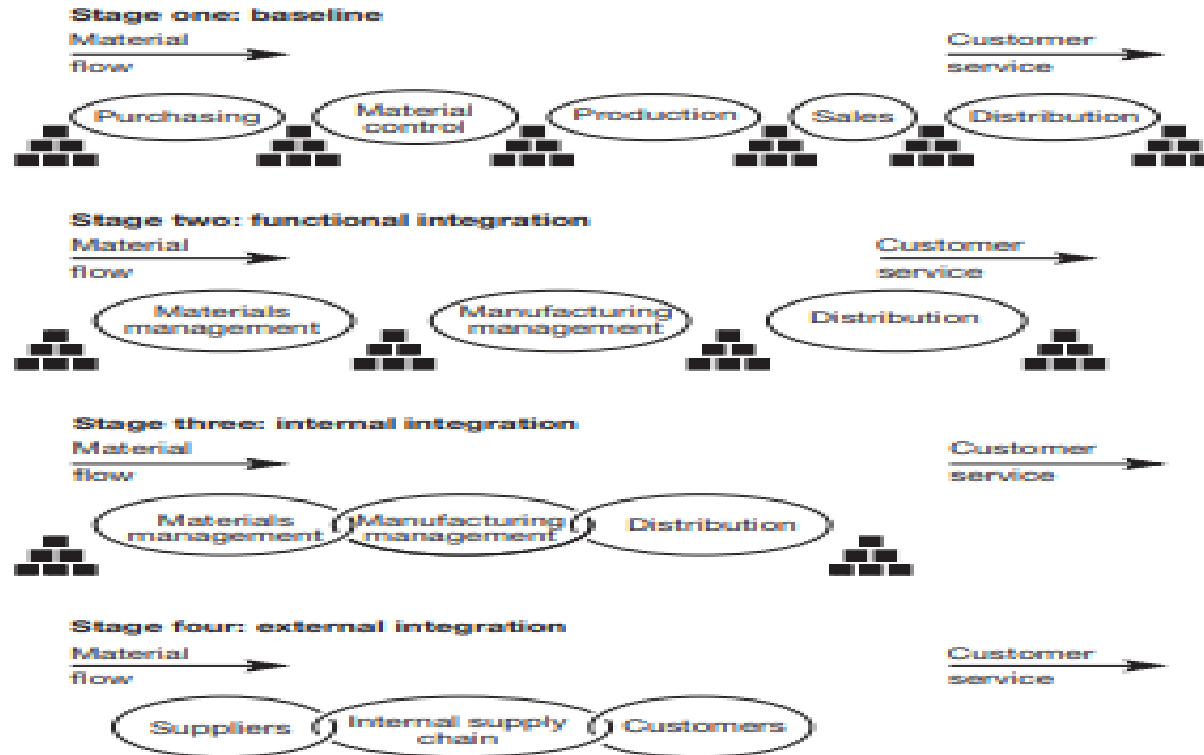 Stage one: baseline
Material
flow
Customer
service
Purchasing
Material
control
Production
Sales
Distribution
Stage two: functional integration
Material
flow
Customer
service
Materials
management
Manufacturing
management
Distribution
Stage three: internal integration
Material
flow
Customer
service
Materials
management
Manufacturing
management
Distribution
Stage four: external integration
Material
flow
Customer
service
Suppliers
Internal supply
chain
Customers